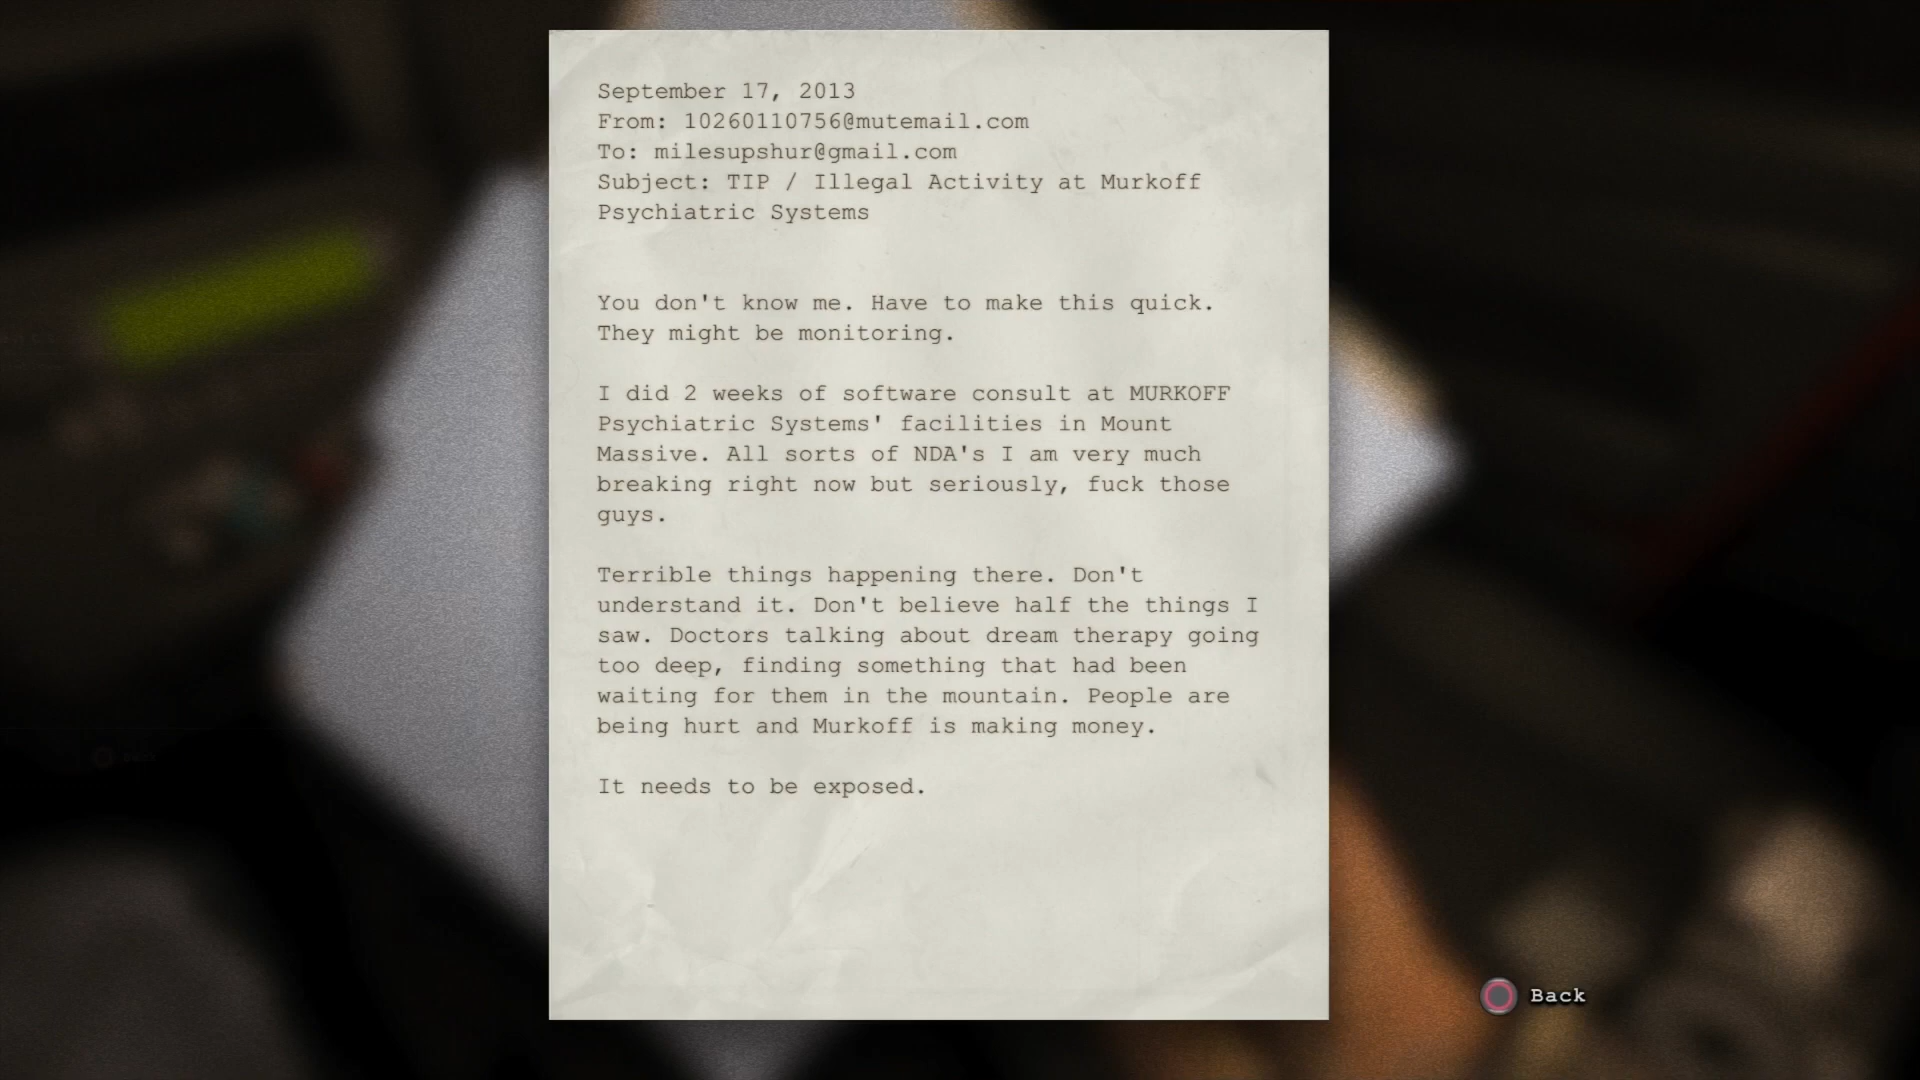 September 17, 2013
From: 10260110756@mutemail.com
To: milesupshur@gmail.com
Subject: TIP / Illegal Activity at Murkoff
Psychiatric Systems
You don't know me. Have to make this quick.
They might be monitoring.
I did 2 weeks of software consult at MURKOFF
Psychiatric Systems' facilities in Mount
Massive. All sorts of NDA's I am very much
breaking right now but seriously, fuck those
guys.
Terrible things happening there. Don't
understand it. Don't believe half the things I
saw. Doctors talking about dream therapy going
too deep, finding something that had been
waiting for them in the mountain. People are
being hurt and Murkoff is making money.
It needs to be exposed.
Back